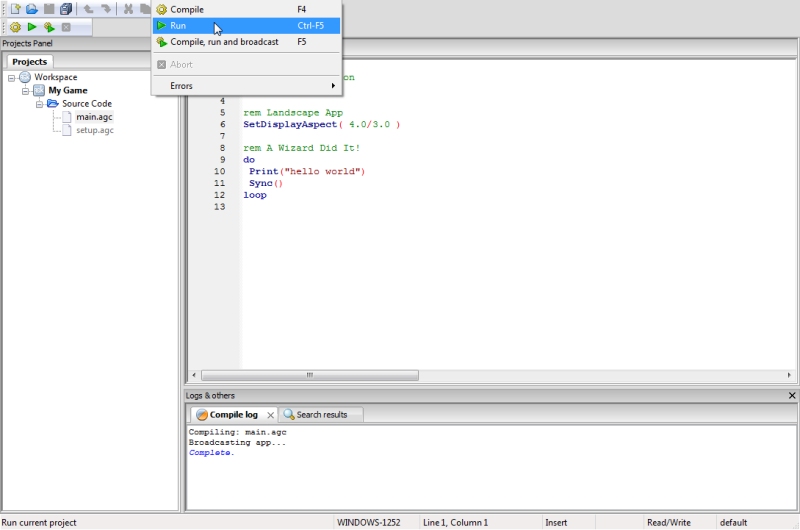 Compile F4
Run Ctrl-F5
Compile, run and broadcast F5
Abort
Errors
Projects Panel
Projects
Workspace
My Game
Source Code
main.agc
setup.agc
on
4
5 rem Landscape App
6 SetDisplayAspect( 4.0/3.0 )
7
8 rem A Wizard Did It!
9 do
10 Print("hello world")
11 Sync()
12 loop
13
Logs & others
Compile log
Search results
Compiling: main.agc
Broadcasting app...
Complete.
Run current project WINDOWS-1252 Line 1, Column 1 Insert Read/Write default